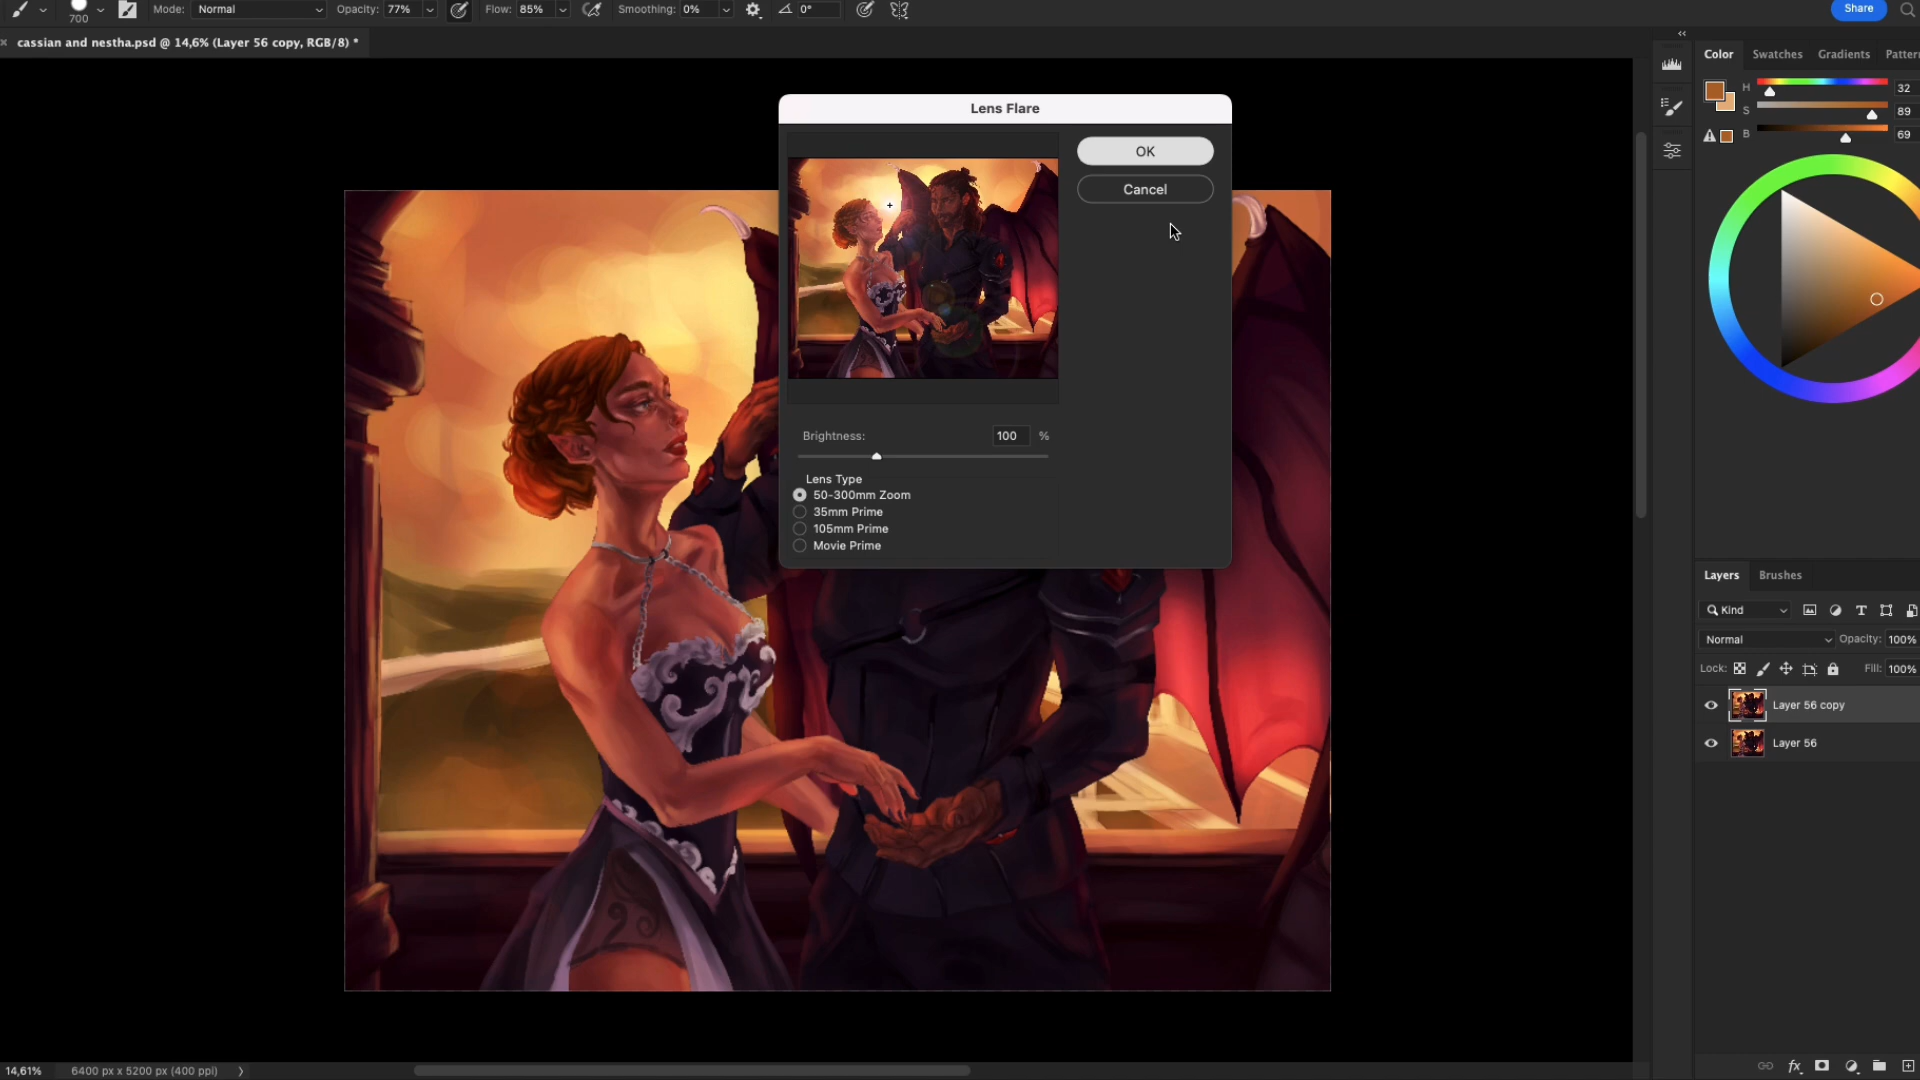 Mode: Normal Opacity: 77% Flow: 85% Smoothing: 0% 0° Share
700
cassian and nestha.psd @ 14,6% (Layer 56 copy, RGB/8) *
Color Swatches Gradients Patter
H 32
S 89
B 69
Lens Flare
OK
Cancel
Brightness: 100 %
Lens Type
50-300mm Zoom
35mm Prime
105mm Prime
Movie Prime
Layers Brushes
Kind
Normal Opacity: 100%
Lock: Fill: 100%
Layer 56 copy
Layer 56
fx
14,61% 6400 px x 5200 px (400 ppi)